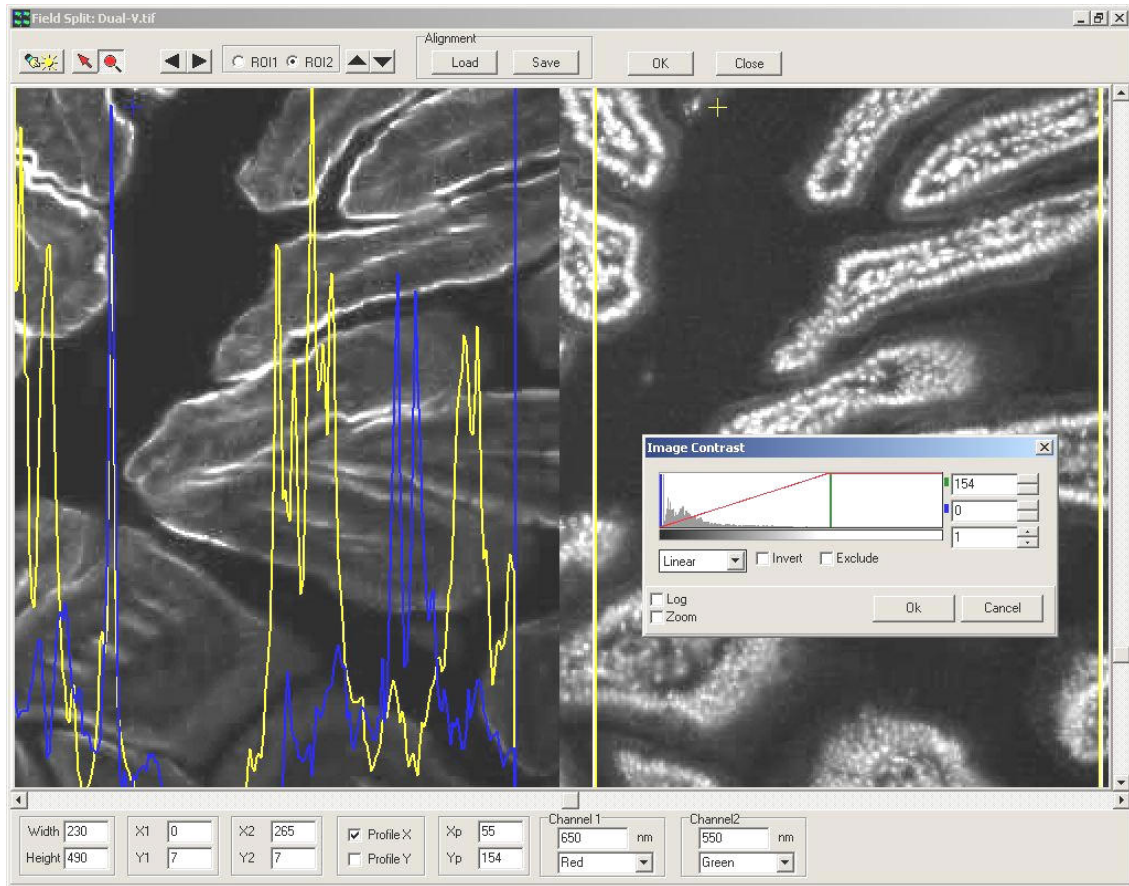 Field Split: Dual-V.tif
Alignment
ROI1 ROI2 Load Save OK Close
Image Contrast
154
0
1
Linear Invert Exclude
Log
Zoom
Ok Cancel
Channel 1 Channel2
Width 230 X1 0 X2 265 Profile X Xp 55 650 nm 550 nm
Height 490 Y1 7 Y2 7 Profile Y Yp 154 Red Green